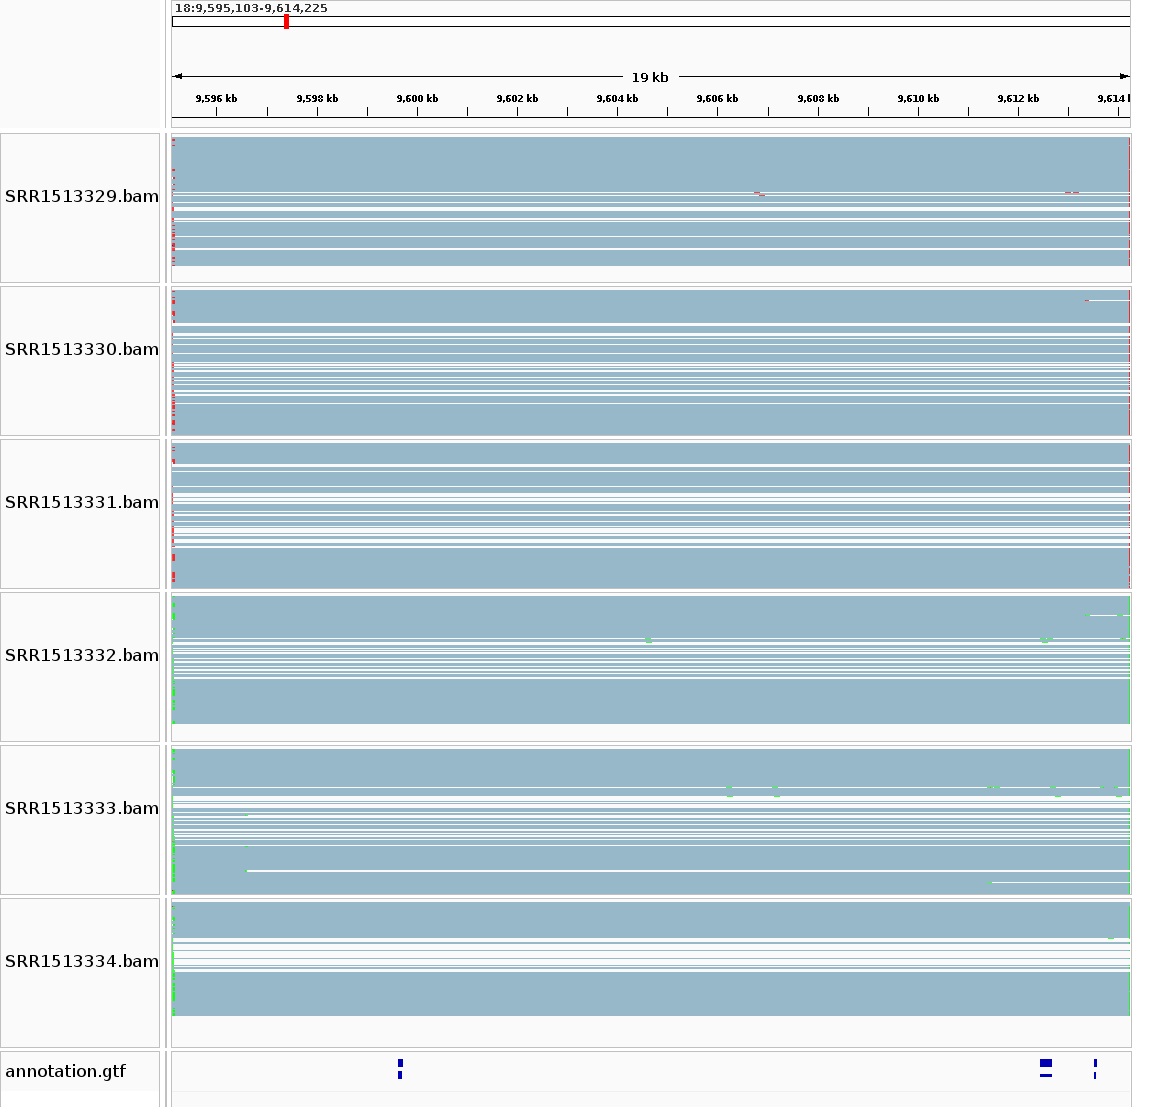 18:9,595,103-9,614,225
19 kb
9,596 kb 9,598 kb 9,600 kb 9,602 kb 9,604 kb 9,606 kb 9,608 kb 9,610 kb 9,612 kb 9,614 k
SRR1513329.bam
SRR1513330.bam
SRR1513331.bam
SRR1513332.bam
SRR1513333.bam
SRR1513334.bam
annotation.gtf